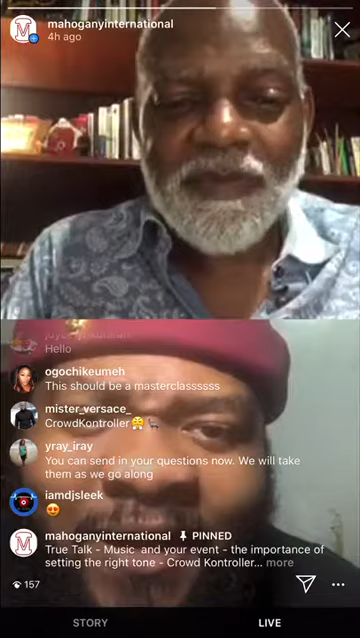 mahoganyinternational
4h ago
Hello
ogochikeumeh
This should be a masterclasssssss
mister_versace_
CrowdKontroller
yray_iray
You can send in your questions now. We will take
them as we go along
iamdjsleek
mahoganyinternational PINNED
True Talk - Music and your event - the importance of
setting the right tone - Crowd Kontroller... more
157
STORY
LIVE